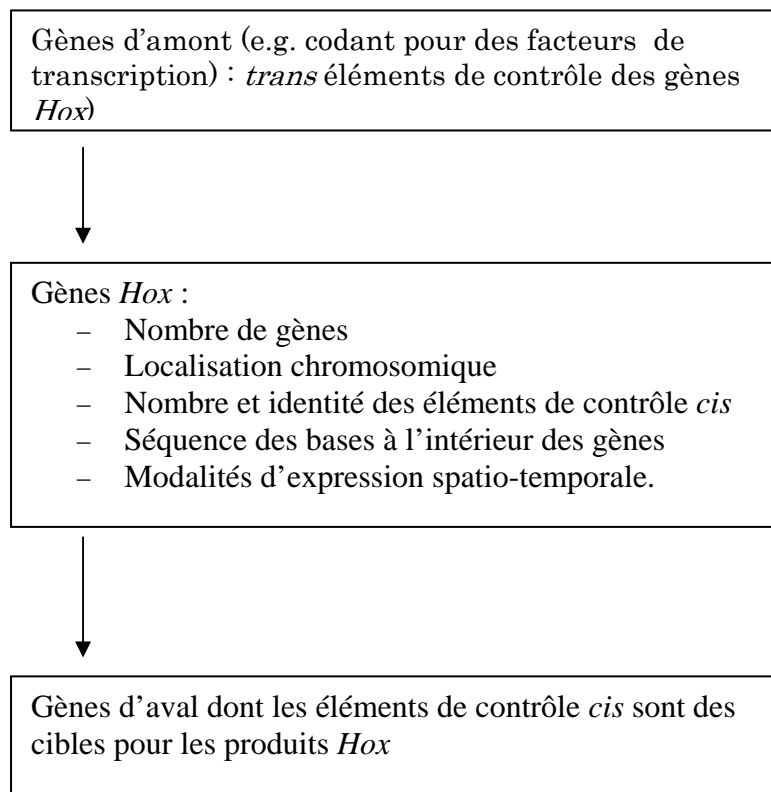 Gènes d’amont (e.g. codant pour des facteurs de
transcription) : trans éléments de contrôle des gènes
Hox)
Gènes Hox :
– Nombre de gènes
– Localisation chromosomique
– Nombre et identité des éléments de contrôle cis
– Séquence des bases à l’intérieur des gènes
– Modalités d’expression spatio-temporale.
Gènes d’aval dont les éléments de contrôle cis sont des
cibles pour les produits Hox